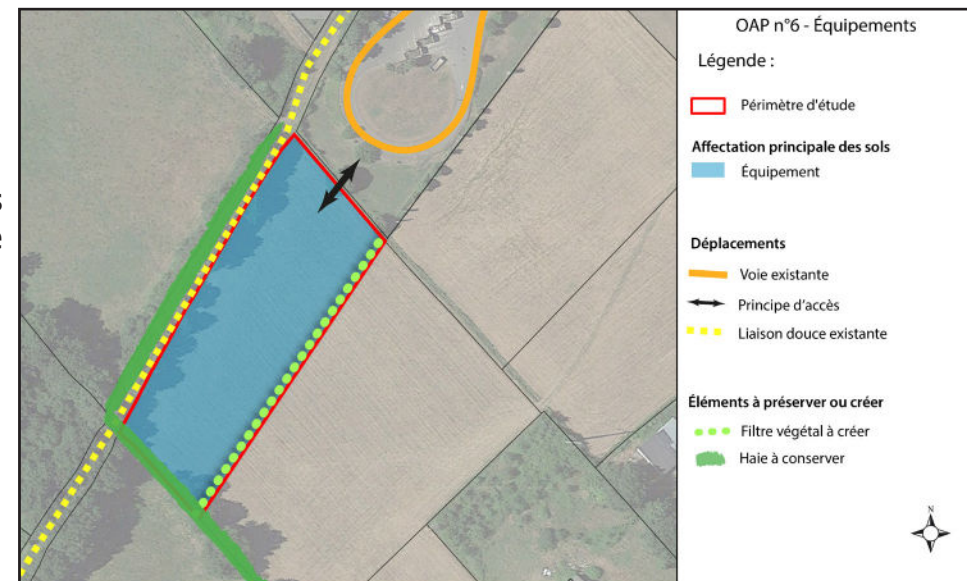 OAP n°6 - Équipements
Légende :
Périmètre d'étude
Affectation principale des sols
Équipement
Déplacements
Voie existante
Principe d'accès
Liaison douce existante
Éléments à préserver ou créer
Filtre végétal à créer
Haie à conserver
N